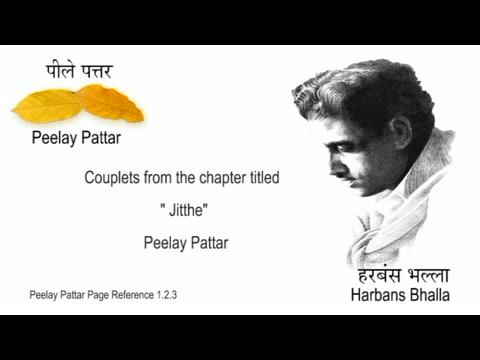 पीले पत्तर
Peelay Pattar
Couplets from the chapter titled
" Jitthe"
Peelay Pattar
हरबंस भल्ला
Harbans Bhalla
Peelay Pattar Page Reference 1.2.3